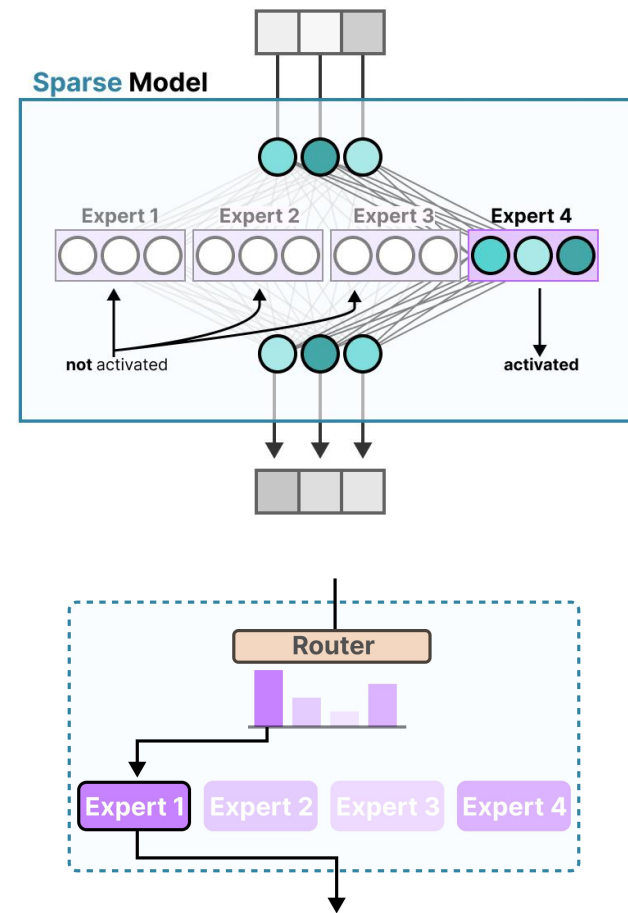 Sparse Model
Expert 1 Expert 2 Expert 3 Expert 4
not activated activated
Router
Expert 1 Expert 2 Expert 3 Expert 4